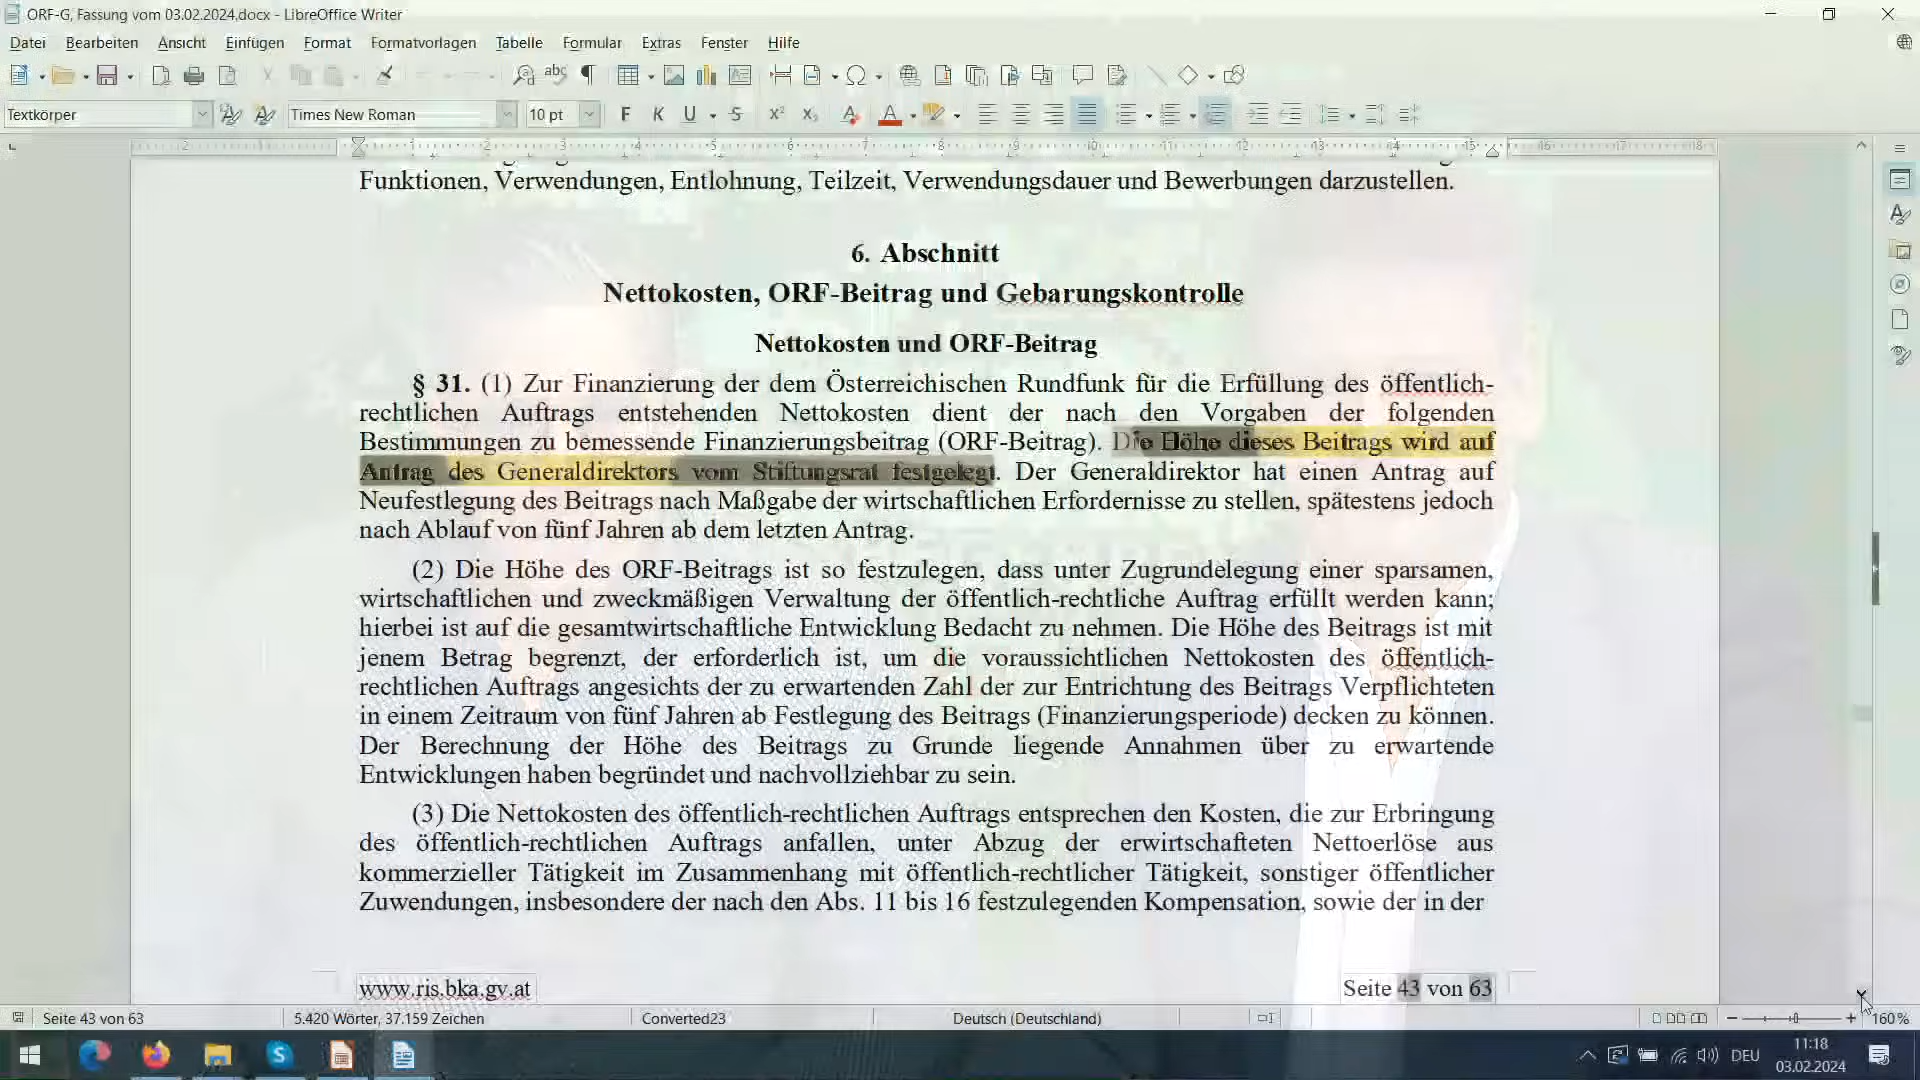 ORF-G, Fassung vom 03.02.2024.docx - LibreOffice Writer
Datei Bearbeiten Ansicht Einfügen Format Formatvorlagen Tabelle Formular Extras Fenster Hilfe
Textkörper Times New Roman 10 pt
Funktionen, Verwendungen, Entlohnung, Teilzeit, Verwendungsdauer und Bewerbungen darzustellen.
6. Abschnitt
Nettokosten, ORF-Beitrag und Gebarungskontrolle
Nettokosten und ORF-Beitrag
§ 31. (1) Zur Finanzierung der dem Österreichischen Rundfunk für die Erfüllung des öffentlich-
rechtlichen Auftrags entstehenden Nettokosten dient der nach den Vorgaben der folgenden
Bestimmungen zu bemessende Finanzierungsbeitrag (ORF-Beitrag). Die Höhe dieses Beitrags wird auf
Antrag des Generaldirektors vom Stiftungsrat festgelegt. Der Generaldirektor hat einen Antrag auf
Neufestlegung des Beitrags nach Maßgabe der wirtschaftlichen Erfordernisse zu stellen, spätestens jedoch
nach Ablauf von fünf Jahren ab dem letzten Antrag.
(2) Die Höhe des ORF-Beitrags ist so festzulegen, dass unter Zugrundelegung einer sparsamen,
wirtschaftlichen und zweckmäßigen Verwaltung der öffentlich-rechtliche Auftrag erfüllt werden kann;
hierbei ist auf die gesamtwirtschaftliche Entwicklung Bedacht zu nehmen. Die Höhe des Beitrags ist mit
jenem Betrag begrenzt, der erforderlich ist, um die voraussichtlichen Nettokosten des öffentlich-
rechtlichen Auftrags angesichts der zu erwartenden Zahl der zur Entrichtung des Beitrags Verpflichteten
in einem Zeitraum von fünf Jahren ab Festlegung des Beitrags (Finanzierungsperiode) decken zu können.
Der Berechnung der Höhe des Beitrags zu Grunde liegende Annahmen über zu erwartende
Entwicklungen haben begründet und nachvollziehbar zu sein.
(3) Die Nettokosten des öffentlich-rechtlichen Auftrags entsprechen den Kosten, die zur Erbringung
des öffentlich-rechtlichen Auftrags anfallen, unter Abzug der erwirtschafteten Nettoerlöse aus
kommerzieller Tätigkeit im Zusammenhang mit öffentlich-rechtlicher Tätigkeit, sonstiger öffentlicher
Zuwendungen, insbesondere der nach den Abs. 11 bis 16 festzulegenden Kompensation, sowie der in der
www.ris.bka.gv.at Seite 43 von 63
Seite 43 von 63 5.420 Wörter, 37.159 Zeichen Converted23 Deutsch (Deutschland) 160%
DEU 11:18
03.02.2024